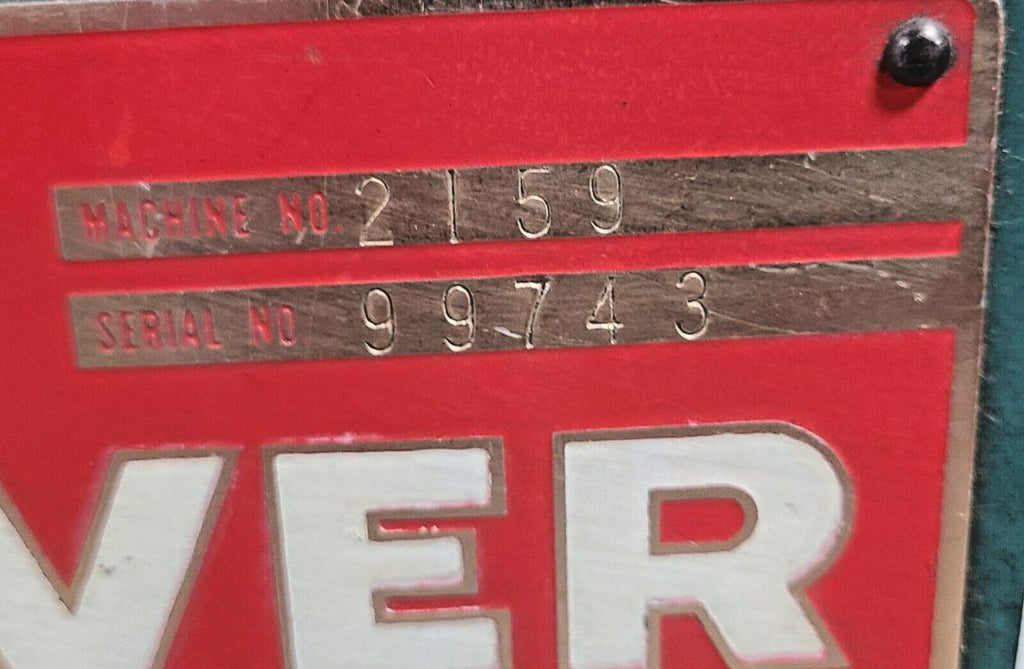 MACHINE NO. 2159
SERIAL NO. 99743
VER